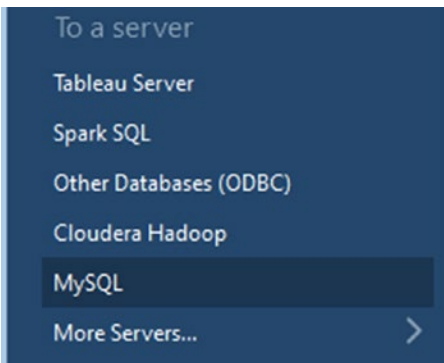 To a server
Tableau Server
Spark SQL
Other Databases (ODBC)
Cloudera Hadoop
MySQL
More Servers...